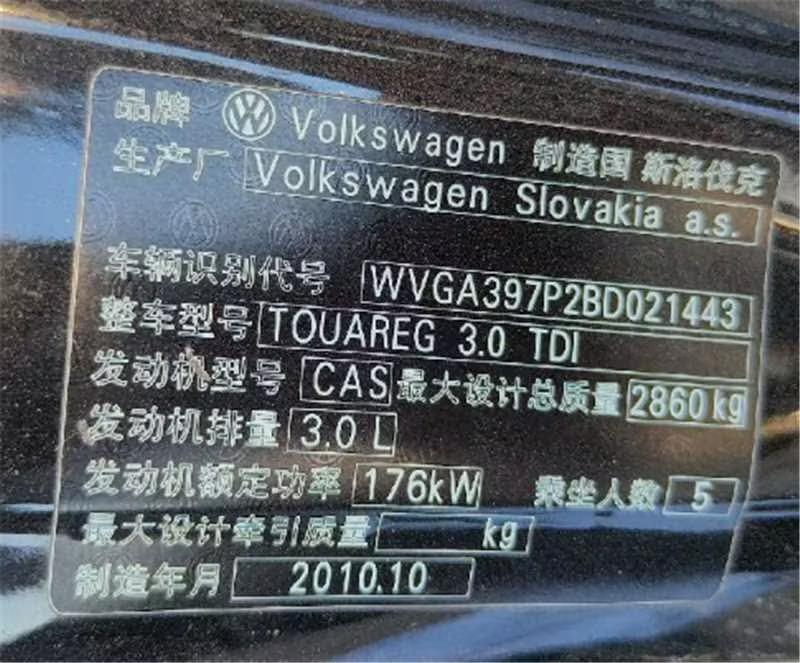 品牌 Volkswagen 制造国 斯洛伐克
生产厂 Volkswagen Slovakia a.s.
车辆识别代号 WVGA397P2BD021443
整车型号 TOUAREG 3.0 TDI
发动机型号 CAS 最大设计总质量 2860kg
发动机排量 3.0 L
发动机额定功率 176kW 乘坐人数 5
最大设计牵引质量 kg
制造年月 2010.10